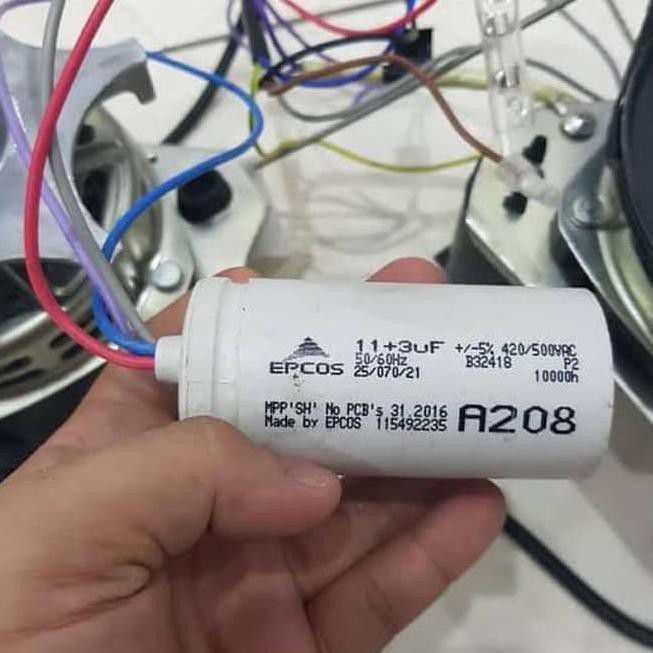 EPCOS
11+3uF +/-5% 420/500VAC
50/60Hz B32418 P2
25/070/21 10000h
MPP'SH' No PCB's 31.2016
Made by EPCOS 115492235
A208